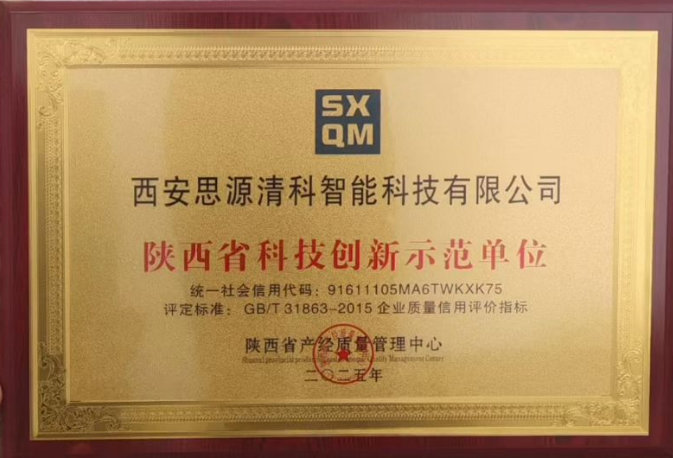 SX
QM
西安思源清科智能科技有限公司
陕西省科技创新示范单位
统一社会信用代码：91611105MA6TWKXK75
评定标准：GB/T 31863-2015 企业质量信用评价指标
陕西省产经质量管理中心
二〇二五年